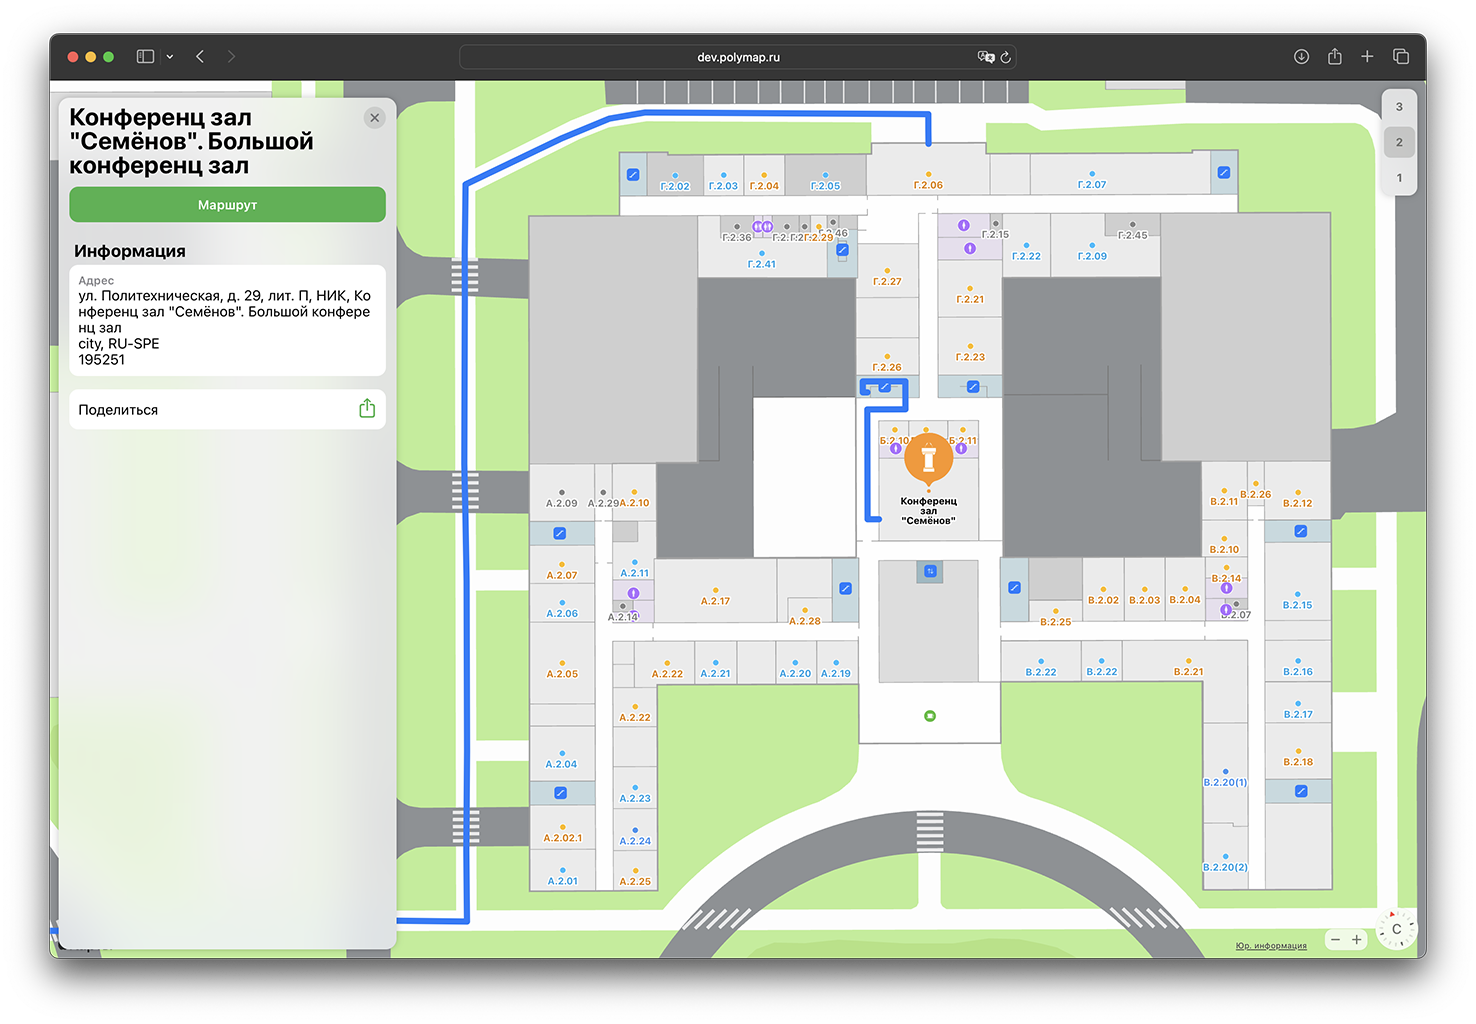 dev.polymap.ru
Конференц зал
"Семёнов". Большой
конференц зал
Маршрут
Информация
Адрес
ул. Политехническая, д. 29, лит. П, НИК, Ко
нференц зал "Семёнов". Большой конфере
нц зал
city, RU-SPE
195251
Поделиться
3
2
1
Г.2.02
Г.2.03
Г.2.04
Г.2.05
Г.2.06
Г.2.07
Г.2.36
Г.2.29
Г.2.15
Г.2.45
Г.2.41
Г.2.22
Г.2.09
Г.2.27
Г.2.21
Г.2.26
Г.2.23
Б.2.10
Б.2.11
Конференц
зал
"Семёнов"
А.2.09
А.2.29
А.2.10
В.2.11
В.2.26
В.2.12
А.2.07
А.2.11
В.2.10
В.2.14
А.2.06
А.2.14
А.2.17
А.2.28
В.2.25
В.2.02
В.2.03
В.2.04
В.2.07
В.2.15
А.2.05
А.2.22
А.2.21
А.2.20
А.2.19
В.2.22
В.2.22
В.2.21
В.2.16
А.2.22
В.2.17
А.2.04
В.2.18
А.2.23
В.2.20(1)
А.2.02.1
А.2.24
А.2.01
А.2.25
В.2.20(2)
Юр. информация
− +
С